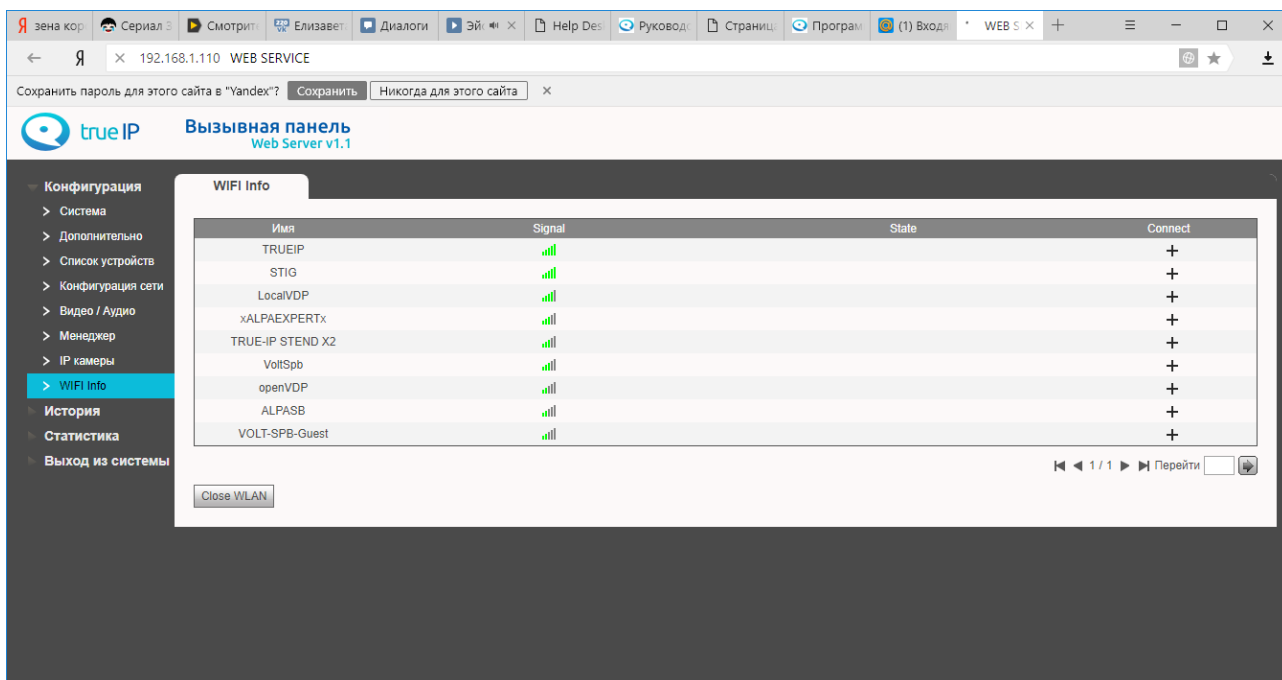 Я зена кор Сериал З Смотрит Елизавет Диалоги Эй Help Des Руководс Страниц Програм (1) Входя WEB S
Я 192.168.1.110 WEB SERVICE
Сохранить пароль для этого сайта в "Yandex"? Сохранить Никогда для этого сайта
true IP Вызывная панель
Web Server v1.1
Конфигурация
Система
Дополнительно
Список устройств
Конфигурация сети
Видео / Аудио
Менеджер
IP камеры
WIFI Info
История
Статистика
Выход из системы
WIFI Info
Имя Signal State Connect
TRUEIP
STIG
LocalVDP
xALPAEXPERTx
TRUE-IP STEND X2
VoltSpb
openVDP
ALPASB
VOLT-SPB-Guest
1 / 1 Перейти
Close WLAN